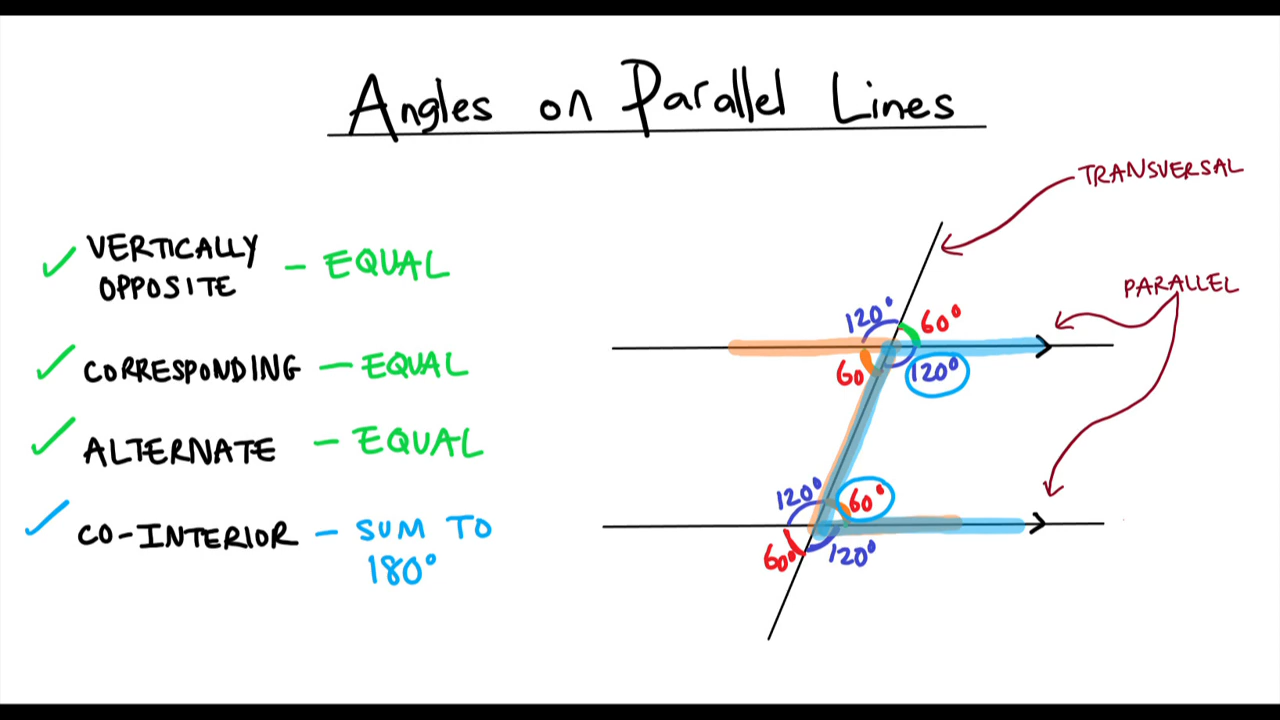 Angles on Parallel Lines
TRANSVERSAL
PARALLEL
VERTICALLY
OPPOSITE – EQUAL
CORRESPONDING – EQUAL
ALTERNATE – EQUAL
CO-INTERIOR – SUM TO
180°
120° 60°
60 120°
120° 60°
60° 120°